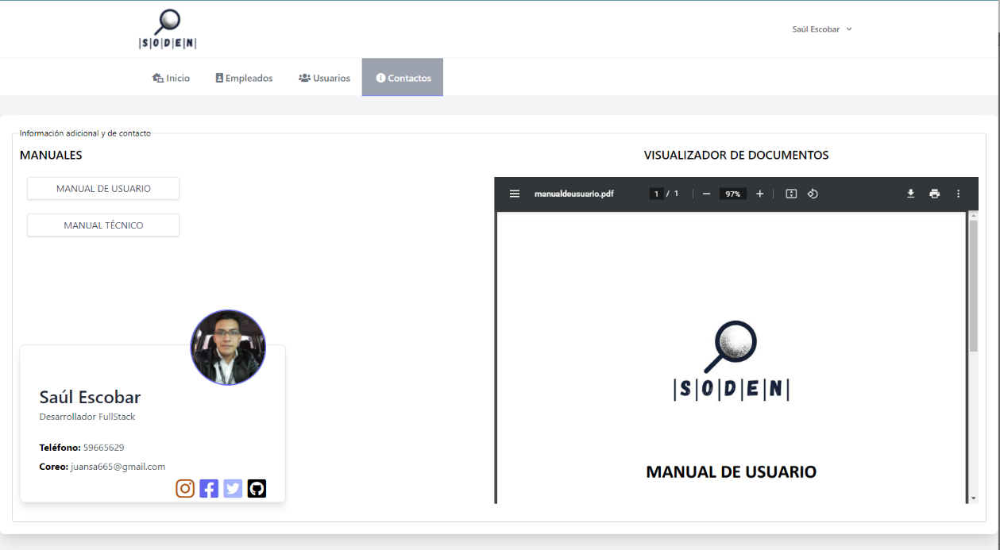 |S|O|D|E|N|
Saúl Escobar
Inicio Empleados Usuarios Contactos
Información adicional y de contacto
MANUALES
MANUAL DE USUARIO
MANUAL TÉCNICO
Saúl Escobar
Desarrollador FullStack
Teléfono: 59665629
Coreo: juansa665@gmail.com
VISUALIZADOR DE DOCUMENTOS
manualdeusuario.pdf 1 / 1 97%
|S|O|D|E|N|
MANUAL DE USUARIO